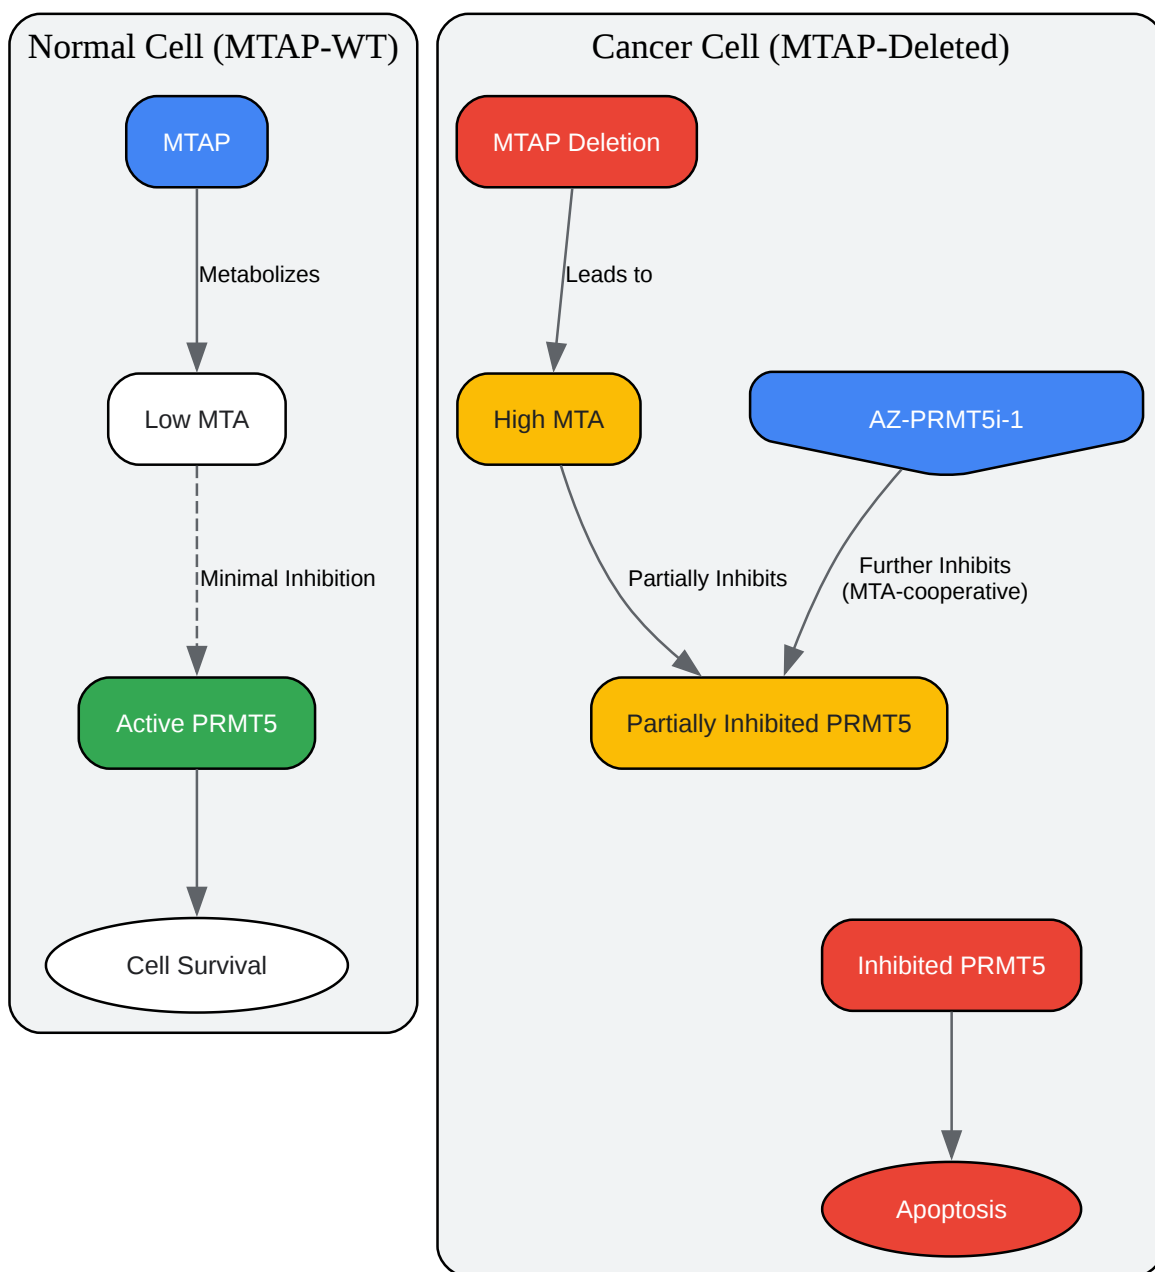 Normal Cell (MTAP-WT)
MTAP
Metabolizes
Low MTA
Minimal Inhibition
Active PRMT5
Cell Survival
Cancer Cell (MTAP-Deleted)
MTAP Deletion
Leads to
High MTA
AZ-PRMT5i-1
Partially Inhibits
Further Inhibits
(MTA-cooperative)
Partially Inhibited PRMT5
Inhibited PRMT5
Apoptosis